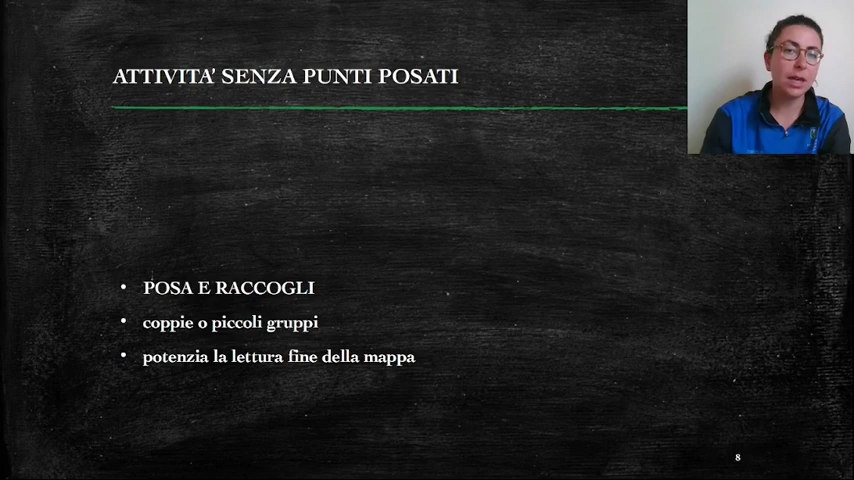 ATTIVITA' SENZA PUNTI POSATI
• POSA E RACCOGLI
• coppie o piccoli gruppi
• potenzia la lettura fine della mappa
8